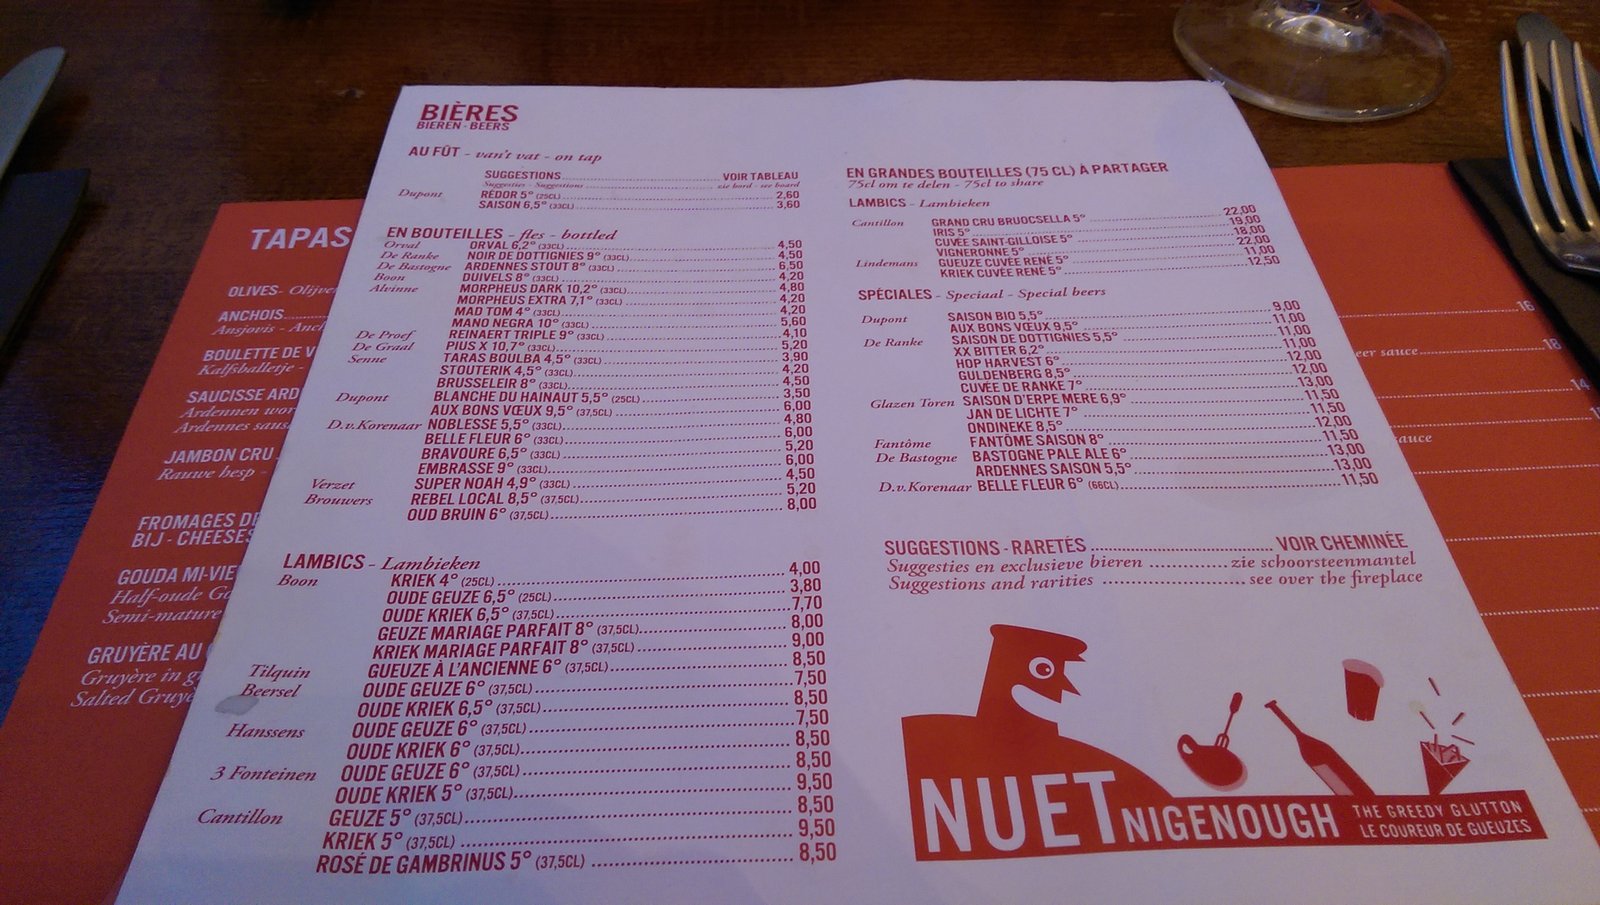 BIÈRES
BIEREN - BEERS
AU FÛT - van't vat - on tap
SUGGESTIONS VOIR TABLEAU
Suggesties - Suggestions zie bord - see board
Dupont RÉDOR 5° (25CL) 2,60
SAISON 6,5° (33CL) 3,60
EN BOUTEILLES - fles - bottled
Orval ORVAL 6,2° (33CL) 4,50
De Ranke NOIR DE DOTTIGNIES 9° (33CL) 4,50
De Bastogne ARDENNES STOUT 8° (33CL) 6,50
Boon DUIVELS 8° (33CL) 4,20
Alvinne MORPHEUS DARK 10,2° (33CL) 4,80
MORPHEUS EXTRA 7,1° (33CL) 4,20
MAD TOM 4° (33CL) 4,20
MANO NEGRA 10° (33CL) 5,60
De Proef REINAERT TRIPLE 9° (33CL) 4,10
De Graal PIUS X 10,7° (33CL) 5,20
Senne TARAS BOULBA 4,5° (33CL) 3,90
STOUTERIK 4,5° (33CL) 4,20
BRUSSELEIR 8° (33CL) 4,50
Dupont BLANCHE DU HAINAUT 5,5° (25CL) 3,50
AUX BONS VŒUX 9,5° (37,5CL) 6,00
D.v.Korenaar NOBLESSE 5,5° (33CL) 4,80
BELLE FLEUR 6° (33CL) 6,00
BRAVOURE 6,5° (33CL) 5,20
EMBRASSE 9° (33CL) 6,00
Verzet SUPER NOAH 4,9° (33CL) 4,50
Brouwers REBEL LOCAL 8,5° (37,5CL) 5,20
OUD BRUIN 6° (37,5CL) 8,00
LAMBICS - Lambieken
Boon KRIEK 4° (25CL) 4,00
OUDE GEUZE 6,5° (25CL) 3,80
OUDE KRIEK 6,5° (37,5CL) 7,70
GEUZE MARIAGE PARFAIT 8° (37,5CL) 8,00
KRIEK MARIAGE PARFAIT 8° (37,5CL) 9,00
Tilquin GUEUZE À L'ANCIENNE 6° (37,5CL) 8,50
Beersel OUDE GEUZE 6° (37,5CL) 7,50
OUDE KRIEK 6,5° (37,5CL) 8,50
Hanssens OUDE GEUZE 6° (37,5CL) 7,50
OUDE KRIEK 6° (37,5CL) 8,50
3 Fonteinen OUDE GEUZE 6° (37,5CL) 8,50
OUDE KRIEK 5° (37,5CL) 9,50
Cantillon GEUZE 5° (37,5CL) 8,50
KRIEK 5° (37,5CL) 9,50
ROSÉ DE GAMBRINUS 5° (37,5CL) 8,50
EN GRANDES BOUTEILLES (75 CL) À PARTAGER
75cl om te delen - 75cl to share
LAMBICS - Lambieken
Cantillon GRAND CRU BRUOCSELLA 5° 22,00
IRIS 5° 19,00
CUVÉE SAINT-GILLOISE 5° 18,00
VIGNERONNE 5° 22,00
Lindemans GUEUZE CUVÉE RENÉ 5° 11,00
KRIEK CUVÉE RENÉ 5° 12,50
SPÉCIALES - Speciaal - Special beers
Dupont SAISON BIO 5,5° 9,00
AUX BONS VŒUX 9,5° 11,00
De Ranke SAISON DE DOTTIGNIES 5,5° 11,00
XX BITTER 6,2° 11,00
HOP HARVEST 6° 12,00
GULDENBERG 8,5° 12,00
CUVÉE DE RANKE 7° 13,00
Glazen Toren SAISON D'ERPE MERE 6,9° 11,50
JAN DE LICHTE 7° 11,50
ONDINEKE 8,5° 12,00
Fantôme FANTÔME SAISON 8° 11,50
De Bastogne BASTOGNE PALE ALE 6° 13,00
ARDENNES SAISON 5,5° 13,00
D.v.Korenaar BELLE FLEUR 6° (66CL) 11,50
SUGGESTIONS - RARETÉS VOIR CHEMINÉE
Suggesties en exclusieve bieren zie schoorsteenmantel
Suggestions and rarities see over the fireplace
NUETNIGENOUGH THE GREEDY GLUTTON
LE COUREUR DE GUEUZES
TAPAS
OLIVES - Olijve
ANCHOIS
Ansjovis - Anch
BOULETTE DE V
Kalfsballetje -
SAUCISSE ARD
Ardennen wor
Ardennes saus
JAMBON CRU
Rauwe hesp -
FROMAGES D
BIJ - CHEESES
GOUDA MI-VIE
Half-oude Go
Semi-mature
GRUYÈRE AU
Gruyère in g
Salted Gruyè
16
eer sauce 18
14
sauce